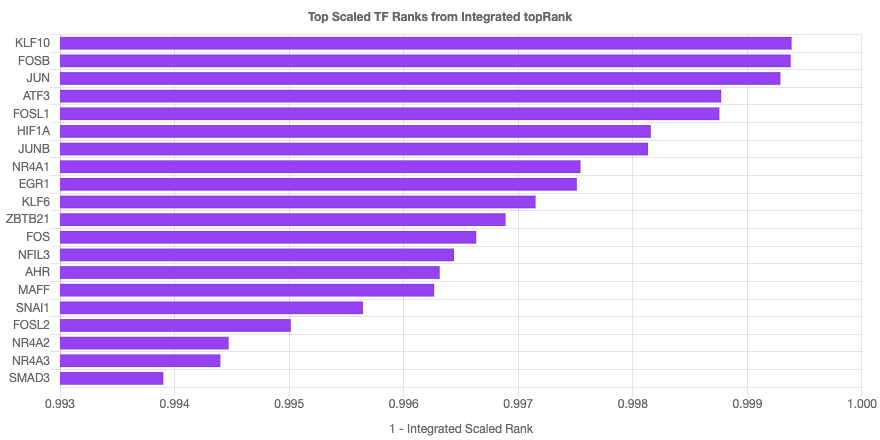 Top Scaled TF Ranks from Integrated topRank
KLF10
FOSB
JUN
ATF3
FOSL1
HIF1A
JUNB
NR4A1
EGR1
KLF6
ZBTB21
FOS
NFIL3
AHR
MAFF
SNAI1
FOSL2
NR4A2
NR4A3
SMAD3
0.993 0.994 0.995 0.996 0.997 0.998 0.999 1.000
1 - Integrated Scaled Rank